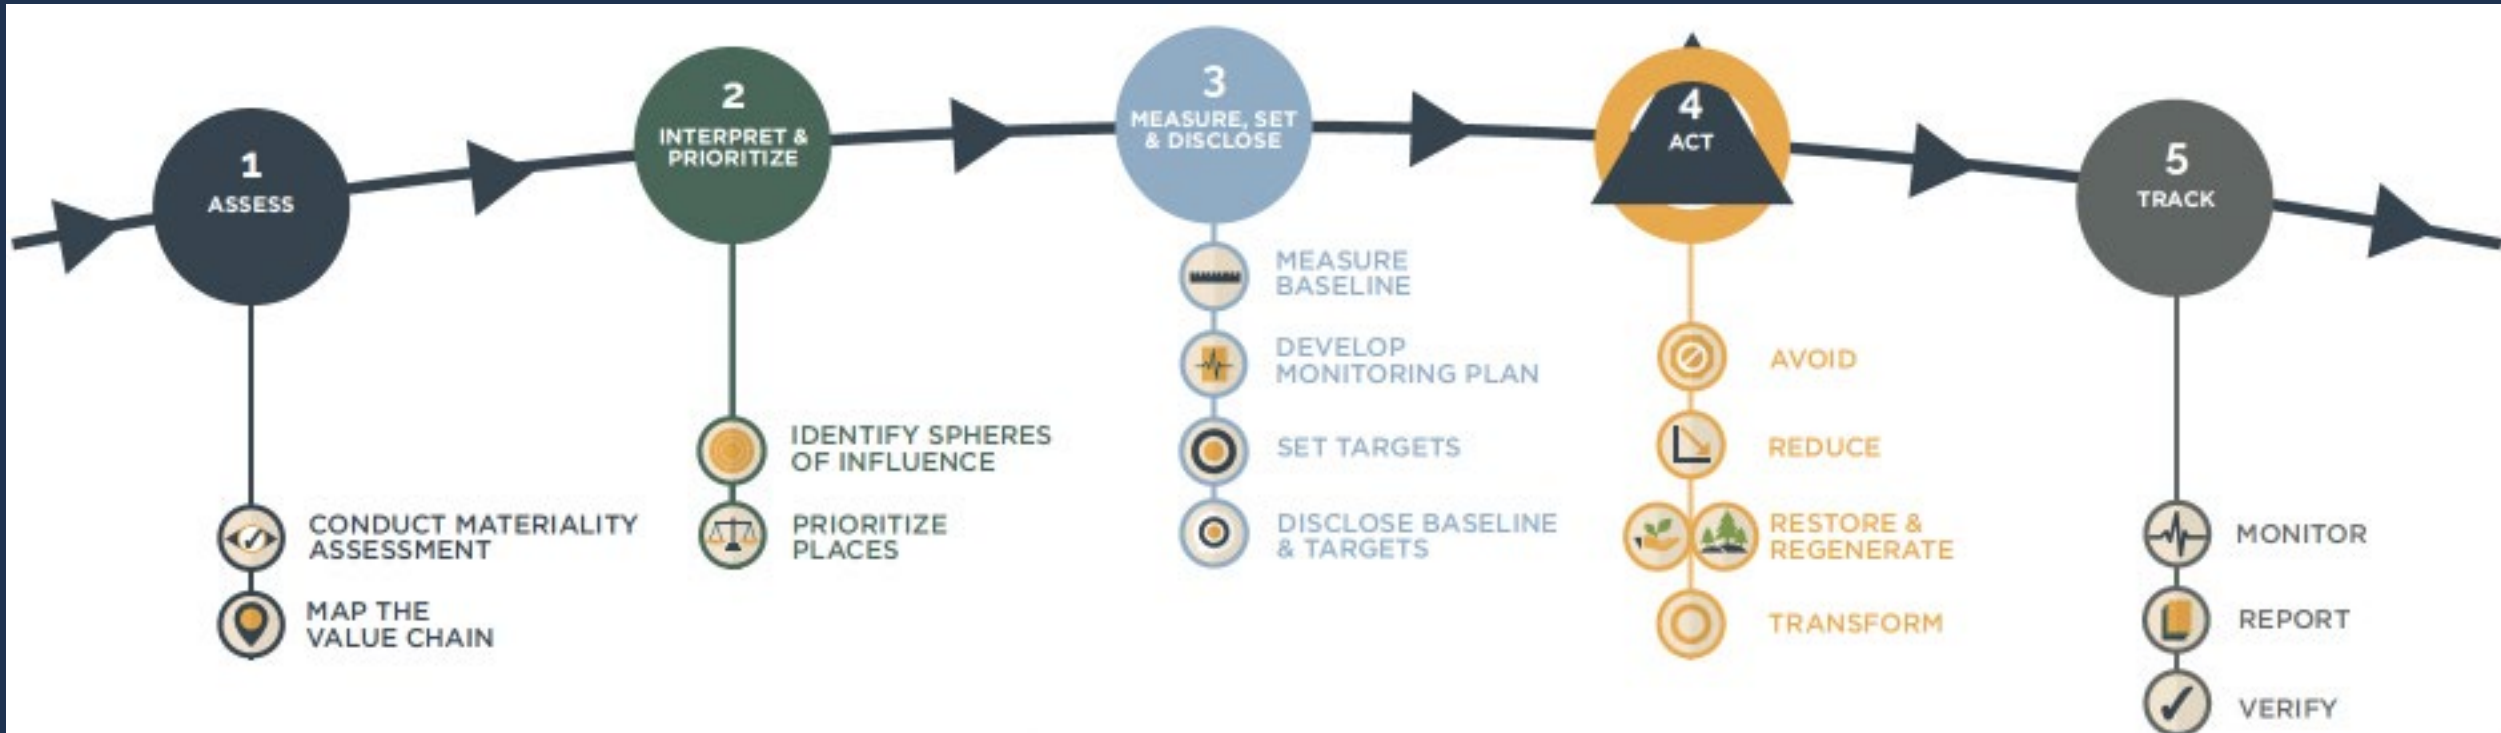 1
ASSESS
CONDUCT MATERIALITY
ASSESSMENT
MAP THE
VALUE CHAIN
2
INTERPRET &
PRIORITIZE
IDENTIFY SPHERES
OF INFLUENCE
PRIORITIZE
PLACES
3
MEASURE, SET
& DISCLOSE
MEASURE
BASELINE
DEVELOP
MONITORING PLAN
SET TARGETS
DISCLOSE BASELINE
& TARGETS
4
ACT
AVOID
REDUCE
RESTORE &
REGENERATE
TRANSFORM
5
TRACK
MONITOR
REPORT
VERIFY